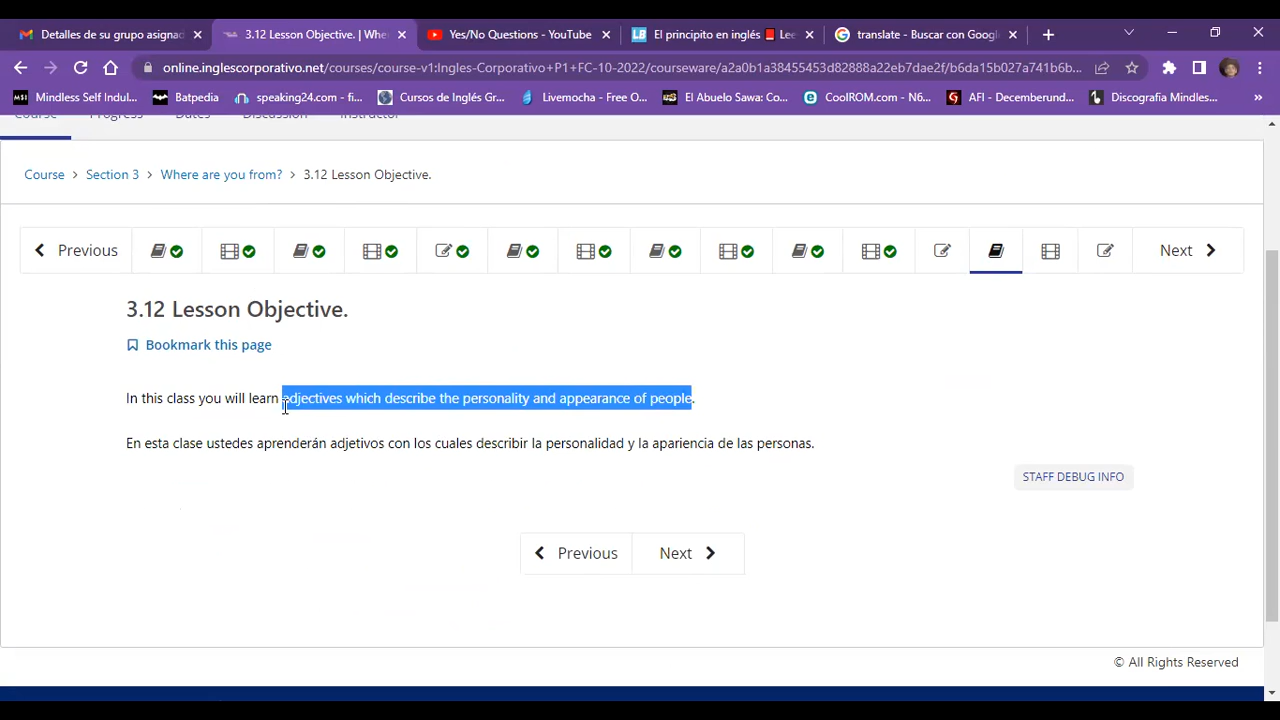 Detalles de su grupo asignad
3.12 Lesson Objective. | Whe
Yes/No Questions - YouTube
El principito en inglés 📕 Lee
translate - Buscar con Google
online.inglescorporativo.net/courses/course-v1:Ingles-Corporativo+P1+FC-10-2022/courseware/a2a0b1a38455453d82888a22eb7dae2f/b6da15b027a741b6b...
Mindless Self Indul...
Batpedia
speaking24.com - fi...
Cursos de Inglés Gr...
Livemocha - Free O...
El Abuelo Sawa: Co...
CoolROM.com - N6...
AFI - Decemberund...
Discografia Mindles...
»
Course Progress Dates Discussion Instructor
Course > Section 3 > Where are you from? > 3.12 Lesson Objective.
Previous
Next
3.12 Lesson Objective.
Bookmark this page
In this class you will learn adjectives which describe the personality and appearance of people.
En esta clase ustedes aprenderán adjetivos con los cuales describir la personalidad y la apariencia de las personas.
STAFF DEBUG INFO
Previous
Next
© All Rights Reserved